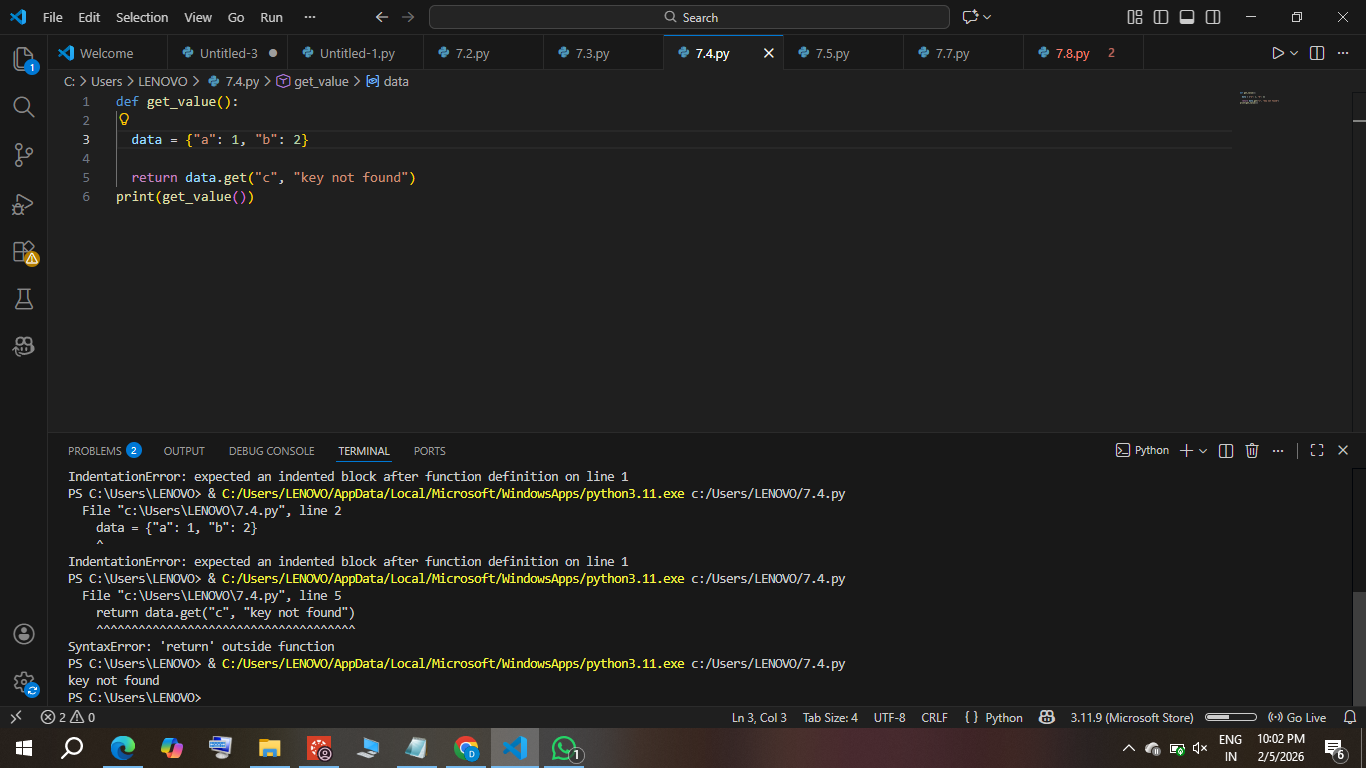 File Edit Selection View Go Run ··· Search
Welcome Untitled-3 Untitled-1.py 7.2.py 7.3.py 7.4.py 7.5.py 7.7.py 7.8.py 2
C: > Users > LENOVO > 7.4.py > get_value > data
1 def get_value():
2
3 data = {"a": 1, "b": 2}
4
5 return data.get("c", "key not found")
6 print(get_value())
1
PROBLEMS 2 OUTPUT DEBUG CONSOLE TERMINAL PORTS Python
IndentationError: expected an indented block after function definition on line 1
PS C:\Users\LENOVO> & C:/Users/LENOVO/AppData/Local/Microsoft/WindowsApps/python3.11.exe c:/Users/LENOVO/7.4.py
File "c:\Users\LENOVO\7.4.py", line 2
data = {"a": 1, "b": 2}
^
IndentationError: expected an indented block after function definition on line 1
PS C:\Users\LENOVO> & C:/Users/LENOVO/AppData/Local/Microsoft/WindowsApps/python3.11.exe c:/Users/LENOVO/7.4.py
File "c:\Users\LENOVO\7.4.py", line 5
return data.get("c", "key not found")
^^^^^^^^^^^^^^^^^^^^^^^^^^^^^^^^^^^^^
SyntaxError: 'return' outside function
PS C:\Users\LENOVO> & C:/Users/LENOVO/AppData/Local/Microsoft/WindowsApps/python3.11.exe c:/Users/LENOVO/7.4.py
key not found
PS C:\Users\LENOVO>
2 0 Ln 3, Col 3 Tab Size: 4 UTF-8 CRLF { } Python 3.11.9 (Microsoft Store) Go Live
1 ENG 10:02 PM
IN 2/5/2026 6